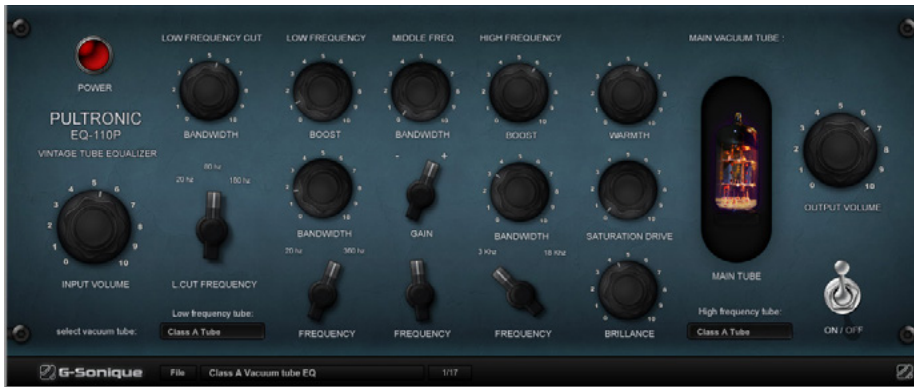 LOW FREQUENCY CUT
LOW FREQUENCY
MIDDLE FREQ.
HIGH FREQUENCY
MAIN VACUUM TUBE :
POWER
BANDWIDTH
BOOST
BANDWIDTH
BOOST
WARMTH
PULTRONIC
EQ-110P
VINTAGE TUBE EQUALIZER
20 hz
60 hz
180 hz
- +
OUTPUT VOLUME
BANDWIDTH
GAIN
BANDWIDTH
SATURATION DRIVE
20 hz
360 hz
3 Khz
18 Khz
INPUT VOLUME
L.CUT FREQUENCY
MAIN TUBE
Low frequency tube:
High frequency tube:
select vacuum tube:
Class A Tube
FREQUENCY
FREQUENCY
FREQUENCY
BRILLANCE
Class A Tube
ON / OFF
G-Sonique
File
Class A Vacuum tube EQ
1/17